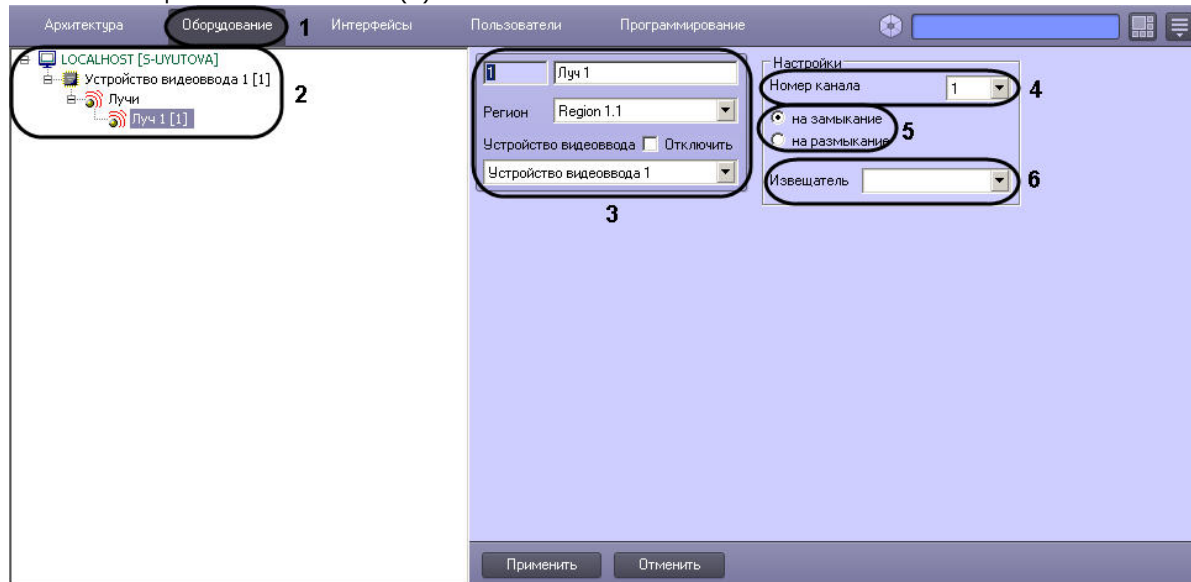 Архитектура Оборудование 1 Интерфейсы Пользователи Программирование
LOCALHOST [S-UYUTOVA]
Устройство видеоввода 1 [1]
Лучи
Луч 1 [1]
2
1 Луч 1
Регион Region 1.1
Устройство видеоввода Отключить
Устройство видеоввода 1
3
Настройки
Номер канала 1 4
на замыкание
на размыкание
5
Извещатель 6
Применить Отменить